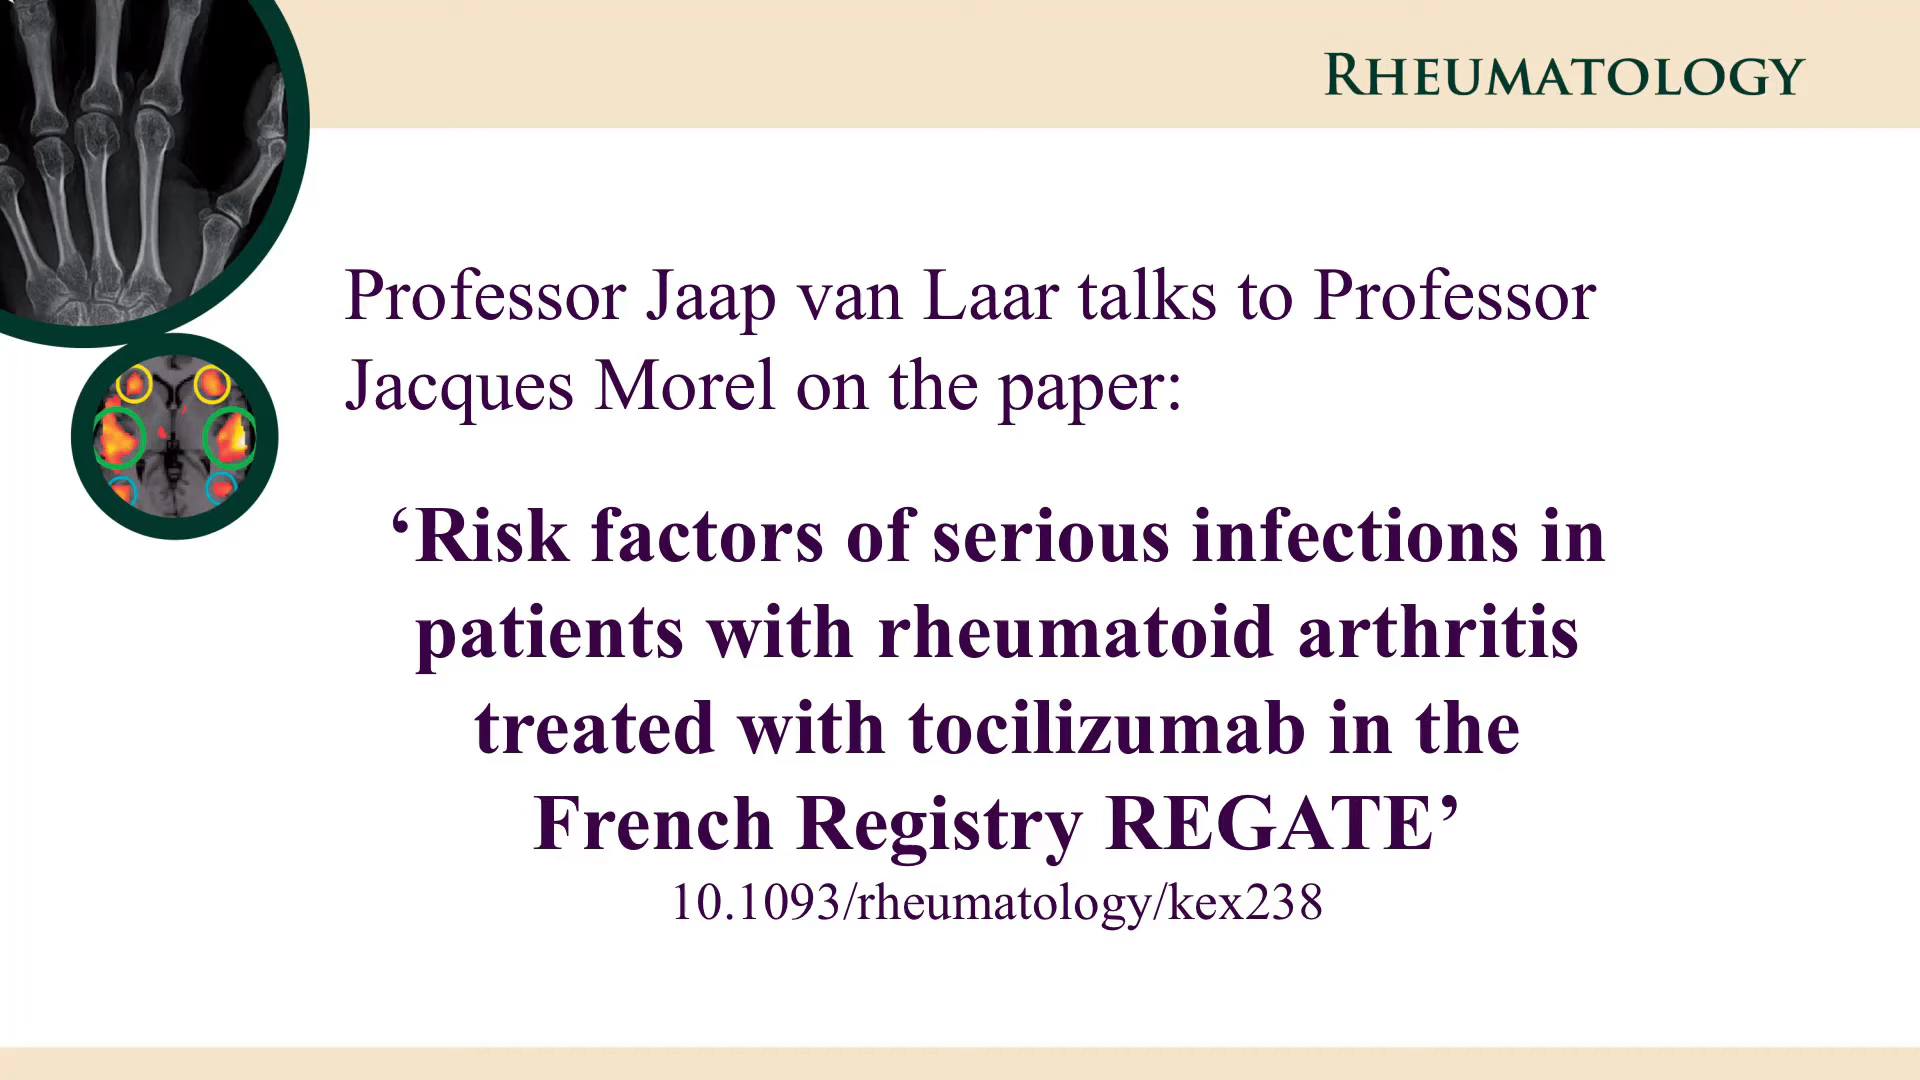 RHEUMATOLOGY
Professor Jaap van Laar talks to Professor
Jacques Morel on the paper:
‘Risk factors of serious infections in
patients with rheumatoid arthritis
treated with tocilizumab in the
French Registry REGATE’
10.1093/rheumatology/kex238